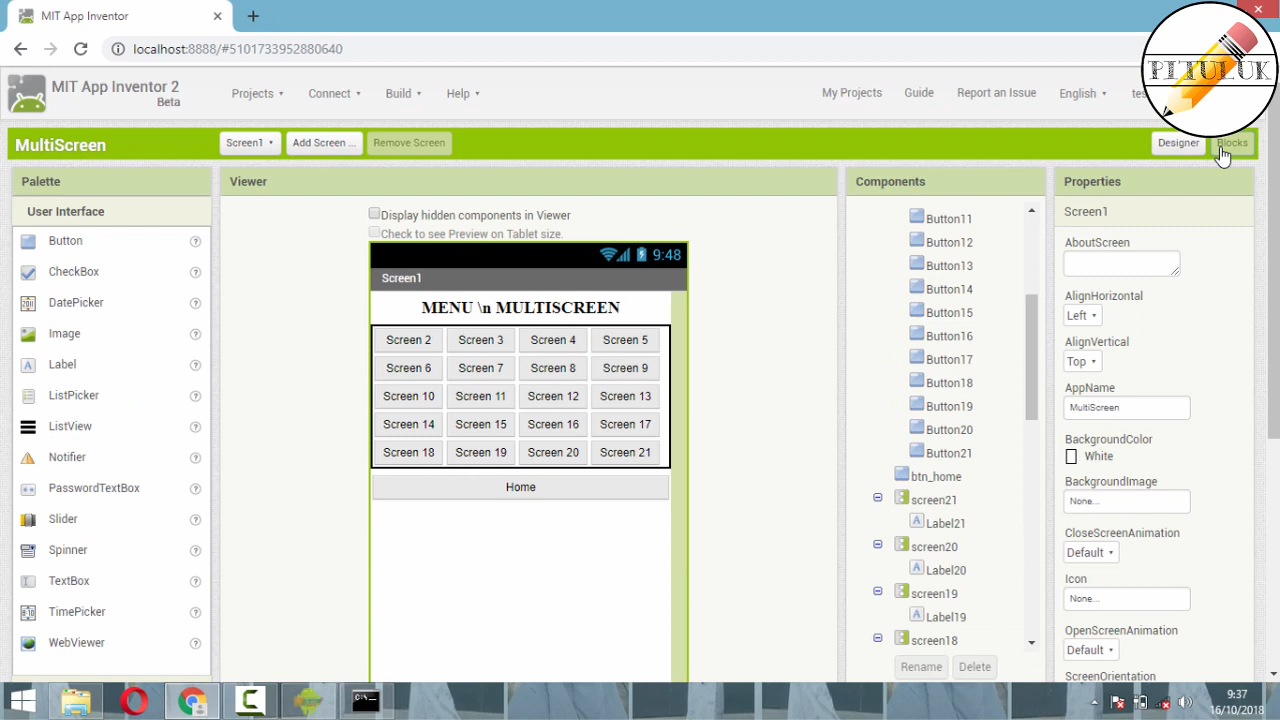 MIT App Inventor
localhost:8888/#5101733952880640
PITULUK
MIT App Inventor 2
Beta
Projects
Connect
Build
Help
My Projects
Guide
Report an Issue
English
MultiScreen
Screen1
Add Screen ...
Remove Screen
Designer
Blocks
Palette
User Interface
Button
CheckBox
DatePicker
Image
Label
ListPicker
ListView
Notifier
PasswordTextBox
Slider
Spinner
TextBox
TimePicker
WebViewer
Viewer
Display hidden components in Viewer
Check to see Preview on Tablet size.
9:48
Screen1
MENU \n MULTISCREEN
Screen 2 Screen 3 Screen 4 Screen 5
Screen 6 Screen 7 Screen 8 Screen 9
Screen 10 Screen 11 Screen 12 Screen 13
Screen 14 Screen 15 Screen 16 Screen 17
Screen 18 Screen 19 Screen 20 Screen 21
Home
Components
Button11
Button12
Button13
Button14
Button15
Button16
Button17
Button18
Button19
Button20
Button21
btn_home
screen21
Label21
screen20
Label20
screen19
Label19
screen18
Rename
Delete
Properties
Screen1
AboutScreen
AlignHorizontal
Left
AlignVertical
Top
AppName
MultiScreen
BackgroundColor
White
BackgroundImage
None...
CloseScreenAnimation
Default
Icon
None...
OpenScreenAnimation
Default
ScreenOrientation
9:37
16/10/2018